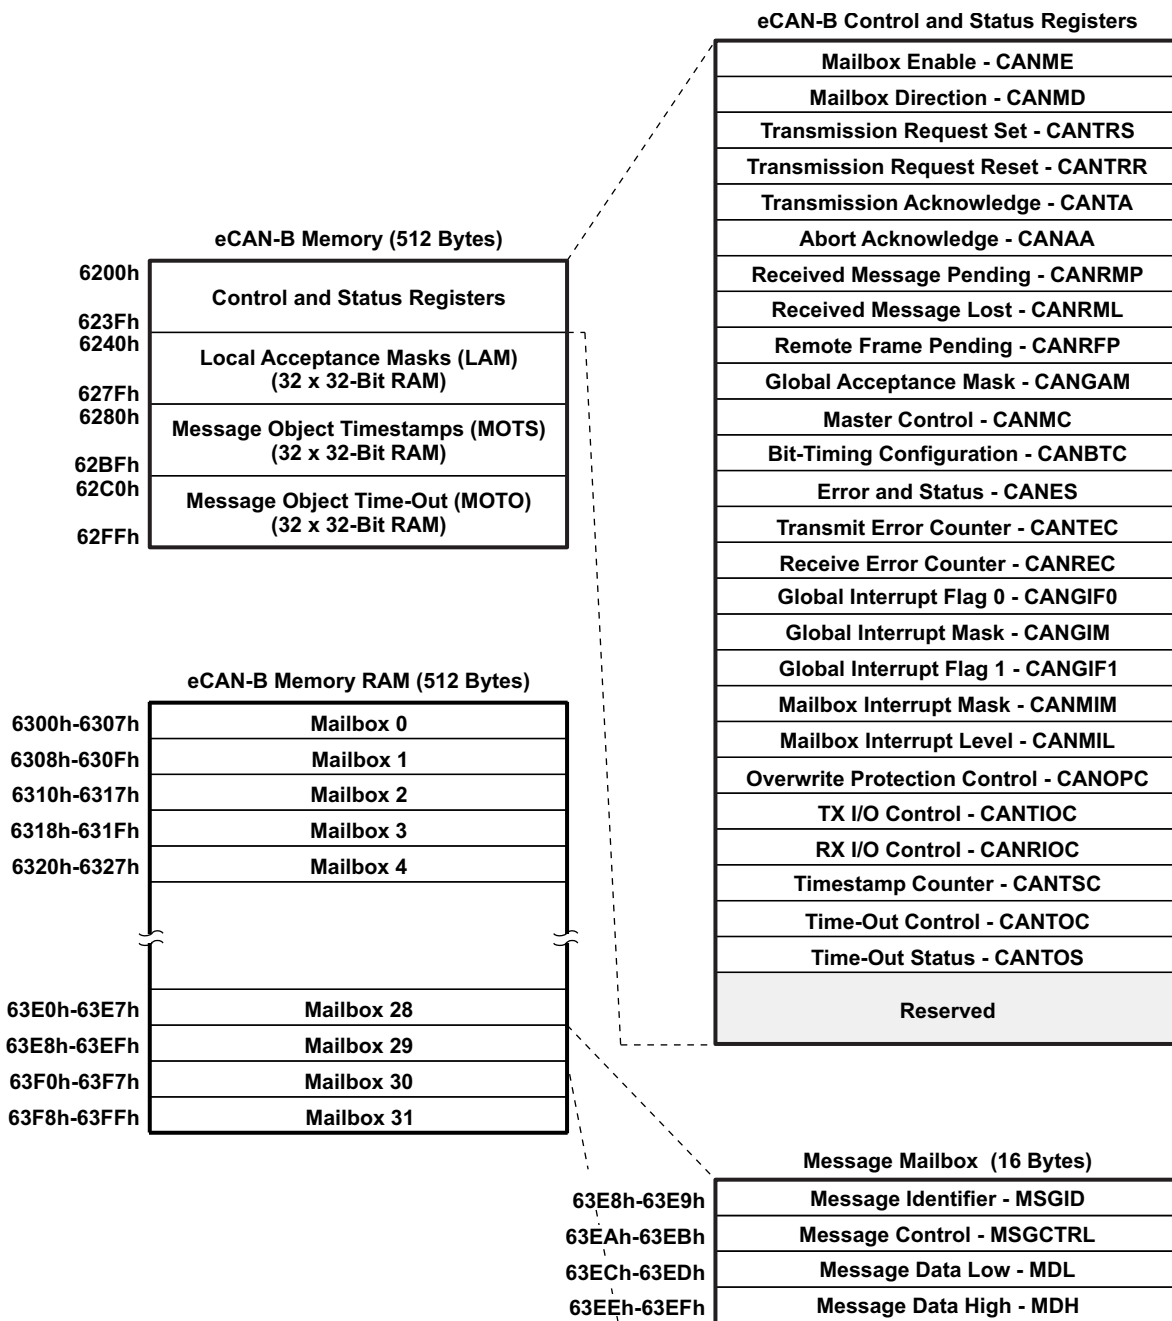 eCAN-B Control and Status Registers
Mailbox Enable - CANME
Mailbox Direction - CANMD
Transmission Request Set - CANTRS
Transmission Request Reset - CANTRR
Transmission Acknowledge - CANTA
Abort Acknowledge - CANAA
Received Message Pending - CANRMP
Received Message Lost - CANRML
Remote Frame Pending - CANRFP
Global Acceptance Mask - CANGAM
Master Control - CANMC
Bit-Timing Configuration - CANBTC
Error and Status - CANES
Transmit Error Counter - CANTEC
Receive Error Counter - CANREC
Global Interrupt Flag 0 - CANGIF0
Global Interrupt Mask - CANGIM
Global Interrupt Flag 1 - CANGIF1
Mailbox Interrupt Mask - CANMIM
Mailbox Interrupt Level - CANMIL
Overwrite Protection Control - CANOPC
TX I/O Control - CANTIOC
RX I/O Control - CANRIOC
Timestamp Counter - CANTSC
Time-Out Control - CANTOC
Time-Out Status - CANTOS
Reserved
eCAN-B Memory (512 Bytes)
6200h
Control and Status Registers
623Fh
6240h
Local Acceptance Masks (LAM)
(32 x 32-Bit RAM)
627Fh
6280h
Message Object Timestamps (MOTS)
(32 x 32-Bit RAM)
62BFh
62C0h
Message Object Time-Out (MOTO)
(32 x 32-Bit RAM)
62FFh
eCAN-B Memory RAM (512 Bytes)
6300h-6307h Mailbox 0
6308h-630Fh Mailbox 1
6310h-6317h Mailbox 2
6318h-631Fh Mailbox 3
6320h-6327h Mailbox 4
63E0h-63E7h Mailbox 28
63E8h-63EFh Mailbox 29
63F0h-63F7h Mailbox 30
63F8h-63FFh Mailbox 31
Message Mailbox (16 Bytes)
63E8h-63E9h Message Identifier - MSGID
63EAh-63EBh Message Control - MSGCTRL
63ECh-63EDh Message Data Low - MDL
63EEh-63EFh Message Data High - MDH